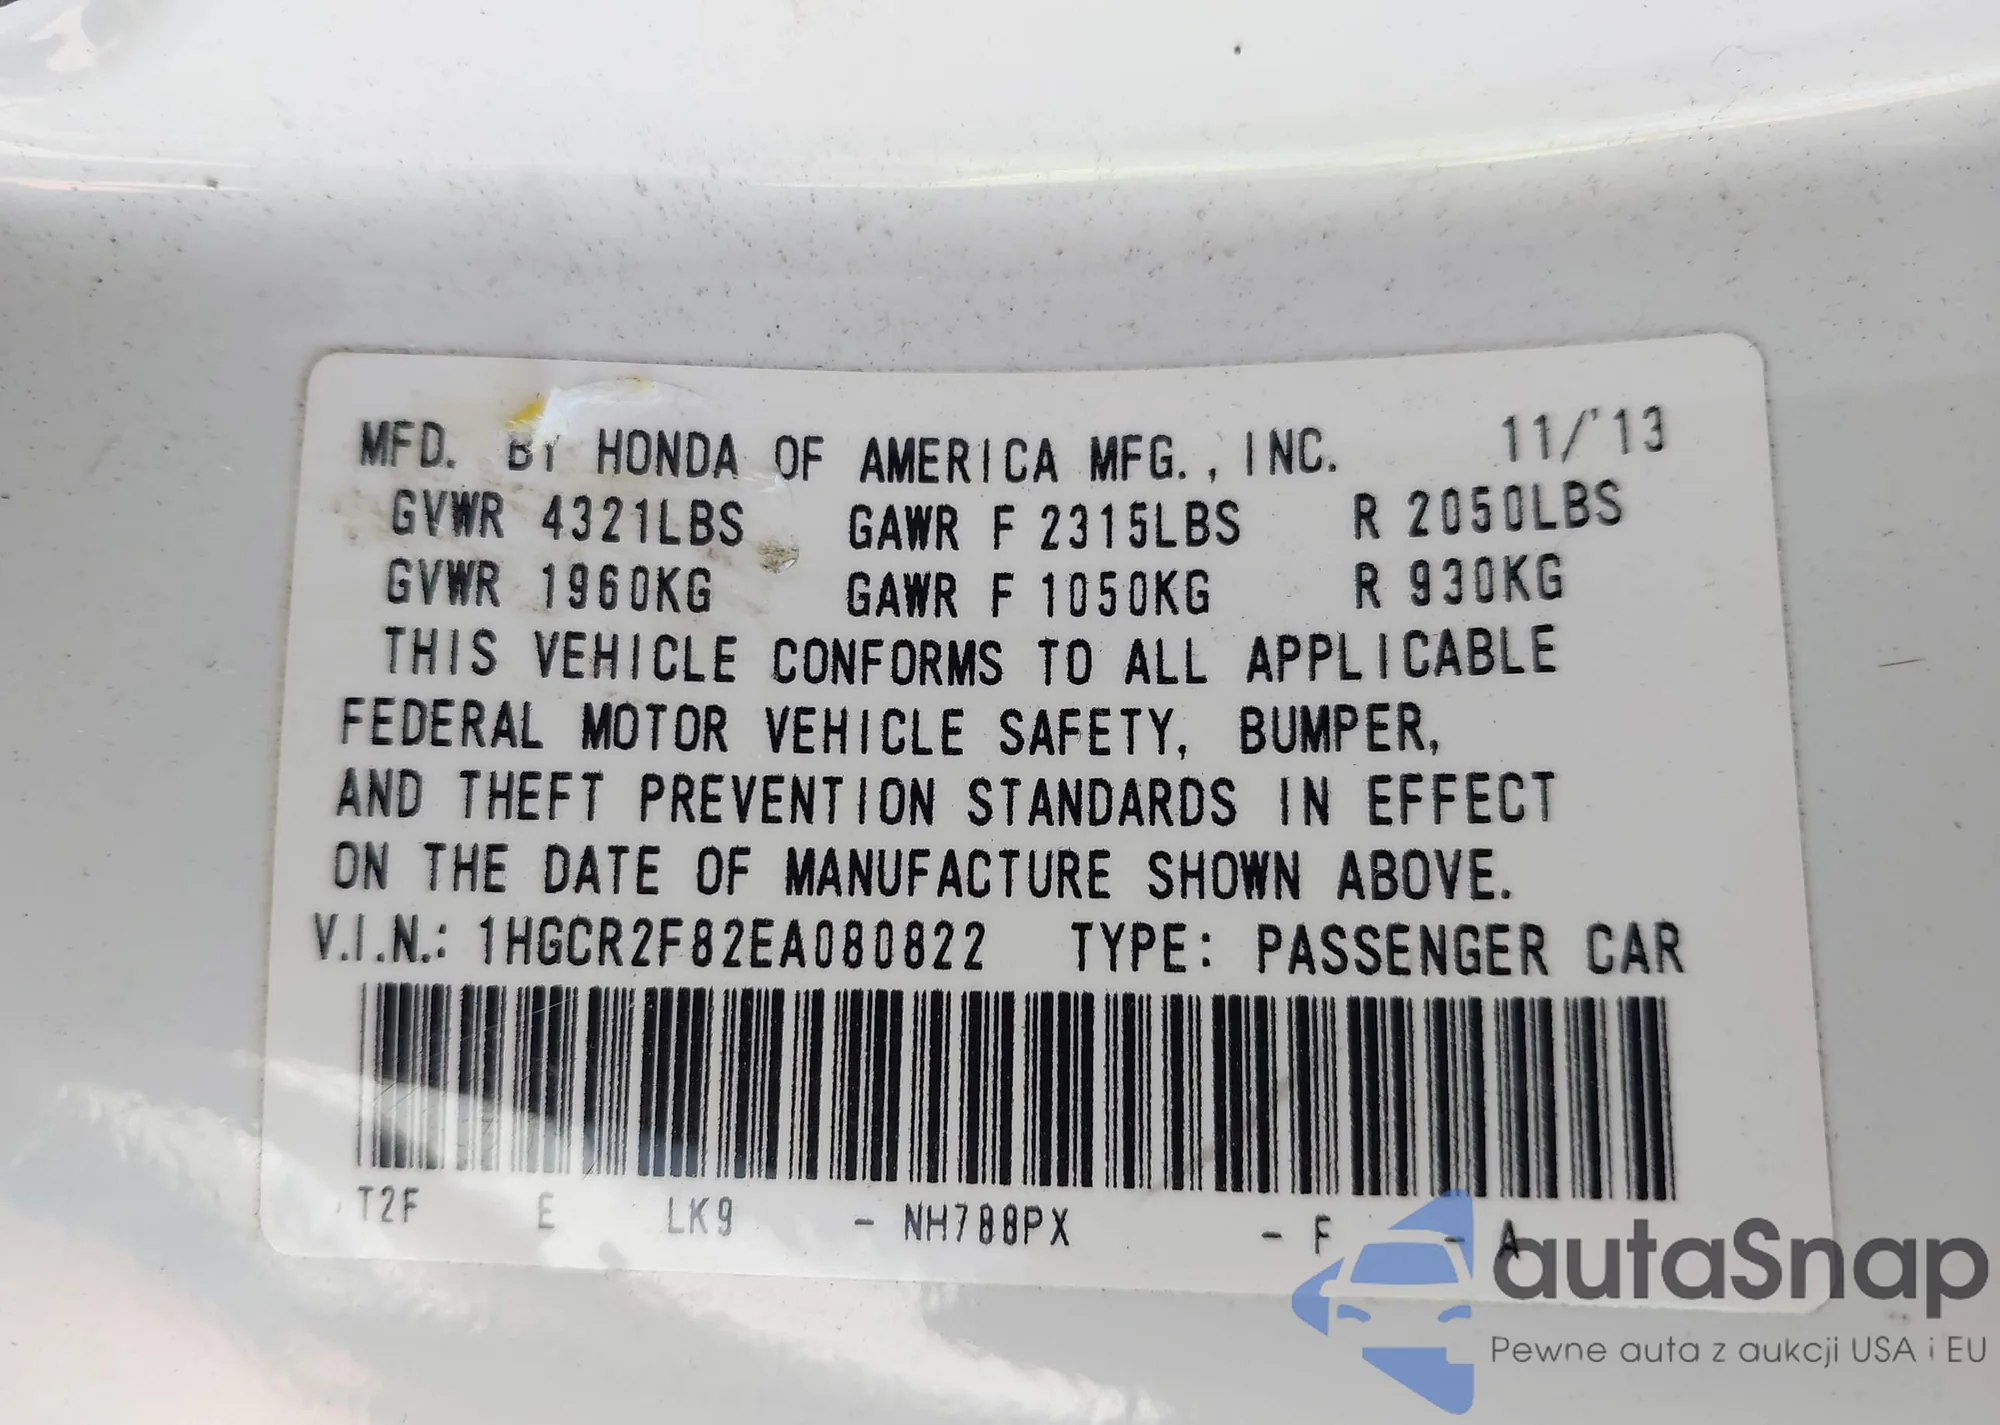 MFD. BY HONDA OF AMERICA MFG., INC. 11/'13
GVWR 4321LBS GAWR F 2315LBS R 2050LBS
GVWR 1960KG GAWR F 1050KG R 930KG
THIS VEHICLE CONFORMS TO ALL APPLICABLE
FEDERAL MOTOR VEHICLE SAFETY, BUMPER,
AND THEFT PREVENTION STANDARDS IN EFFECT
ON THE DATE OF MANUFACTURE SHOWN ABOVE.
V.I.N.: 1HGCR2F82EA080822 TYPE: PASSENGER CAR
T2F E LK9 - NH788PX - F - A
autaSnap
Pewne auta z aukcji USA i EU